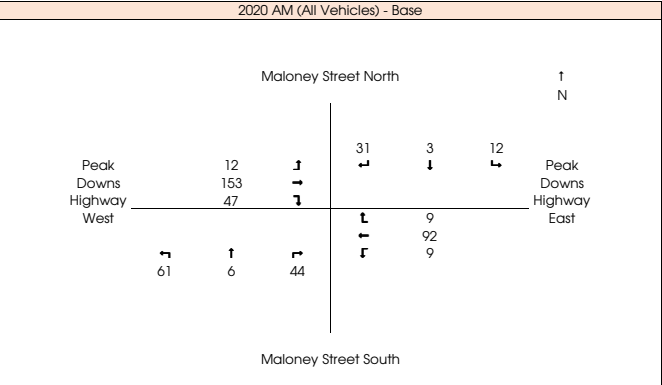 2020 AM (All Vehicles) - Base
Maloney Street North ↑
N
31 3 12
Peak 12 Peak
Downs 153 → Downs
Highway 47 Highway
West 9 East
← 92
9
61 6 44
Maloney Street South